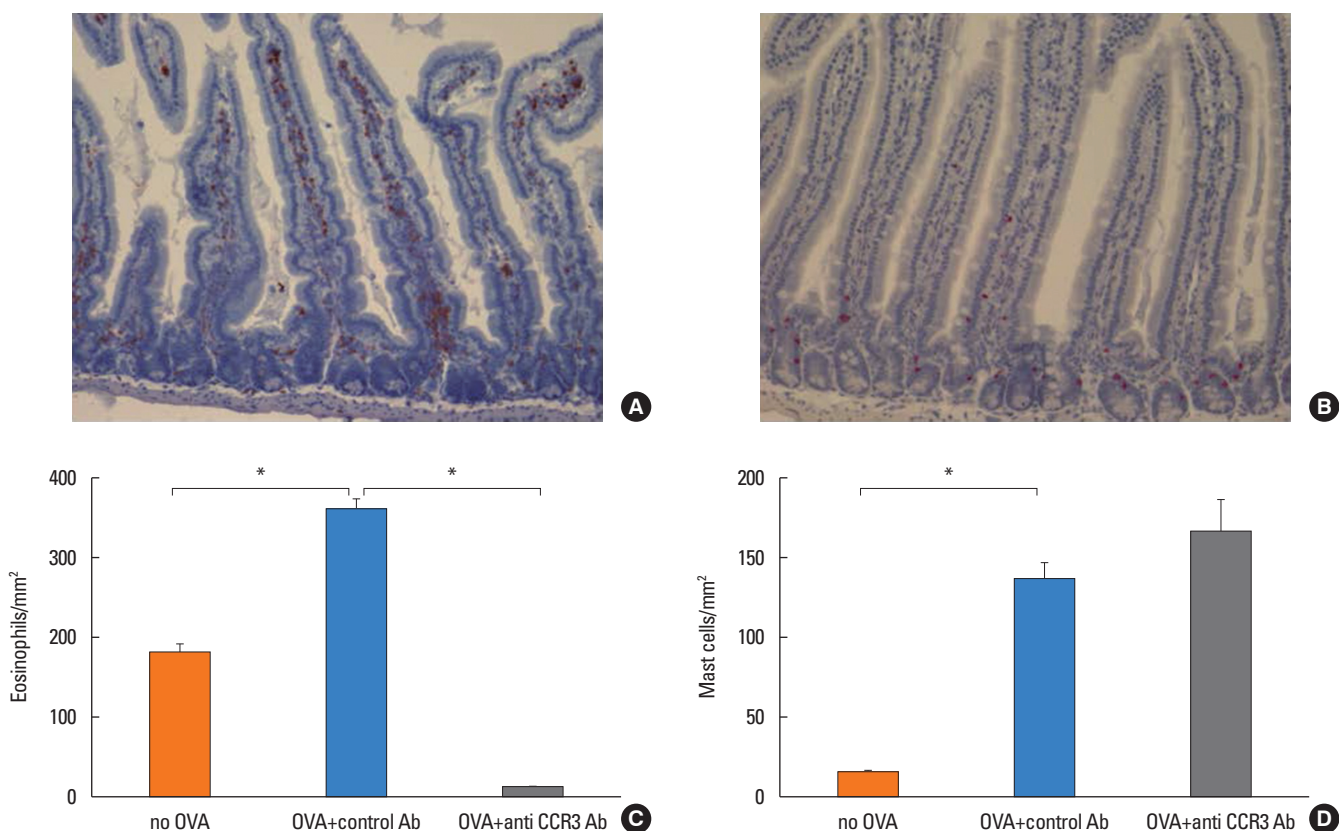 A
B
*
*
400
300
200
100
0
Eosinophils/mm²
no OVA
OVA+control Ab
OVA+anti CCR3 Ab
C
*
200
150
100
50
0
Mast cells/mm²
no OVA
OVA+control Ab
OVA+anti CCR3 Ab
D